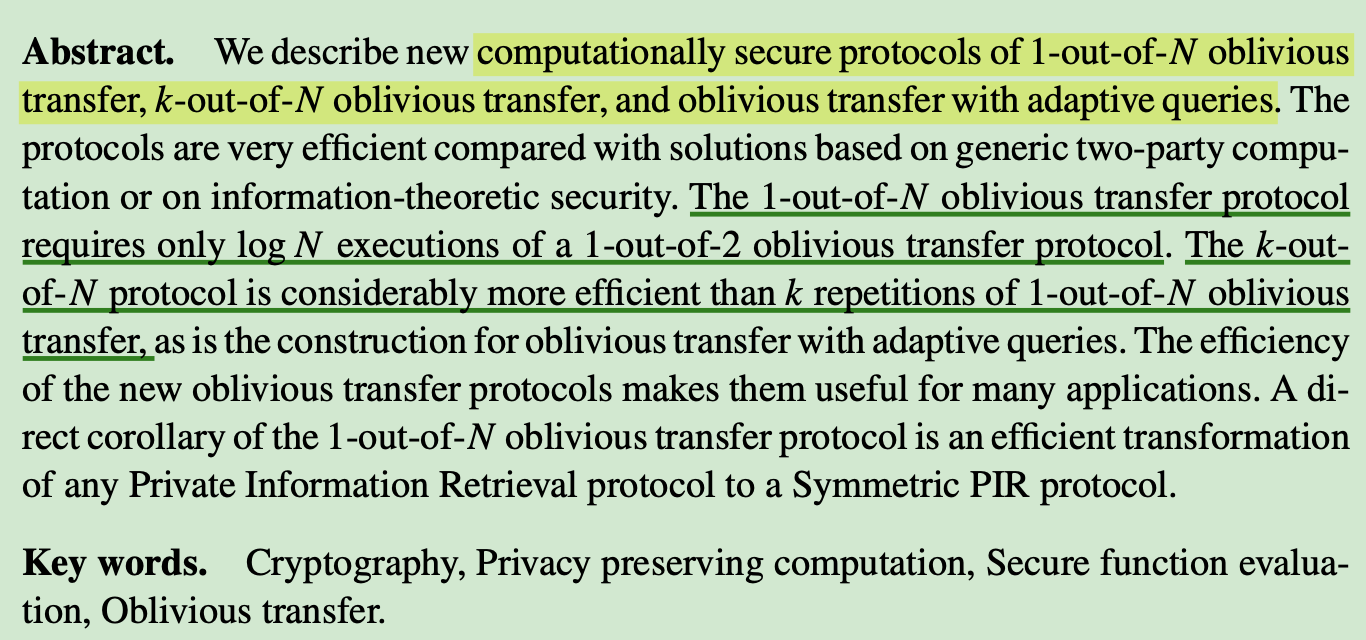 Abstract. We describe new computationally secure protocols of 1-out-of-N oblivious
transfer, k-out-of-N oblivious transfer, and oblivious transfer with adaptive queries. The
protocols are very efficient compared with solutions based on generic two-party compu-
tation or on information-theoretic security. The 1-out-of-N oblivious transfer protocol
requires only log N executions of a 1-out-of-2 oblivious transfer protocol. The k-out-
of-N protocol is considerably more efficient than k repetitions of 1-out-of-N oblivious
transfer, as is the construction for oblivious transfer with adaptive queries. The efficiency
of the new oblivious transfer protocols makes them useful for many applications. A di-
rect corollary of the 1-out-of-N oblivious transfer protocol is an efficient transformation
of any Private Information Retrieval protocol to a Symmetric PIR protocol.
Key words. Cryptography, Privacy preserving computation, Secure function evalua-
tion, Oblivious transfer.